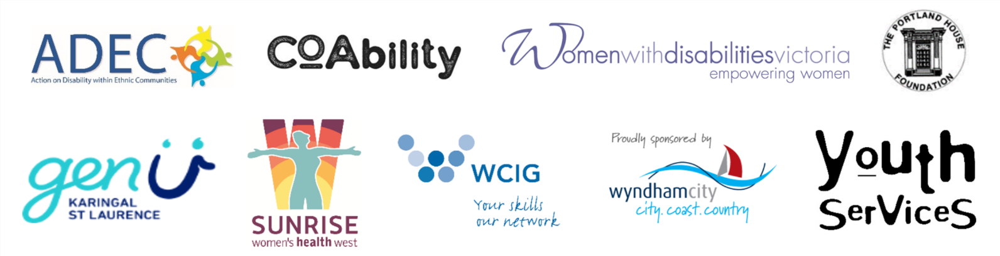 ADEC
Action on Disability within Ethnic Communities
CoAbility
Womenwithdisabilitiesvictoria
empowering women
THE PORTLAND HOUSE
FOUNDATION
genU
KARINGAL
ST LAURENCE
SUNRISE
women's health west
WCIG
Your skills
our network
Proudly sponsored by
wyndhamcity
city. coast. country
Youth
SerViceS